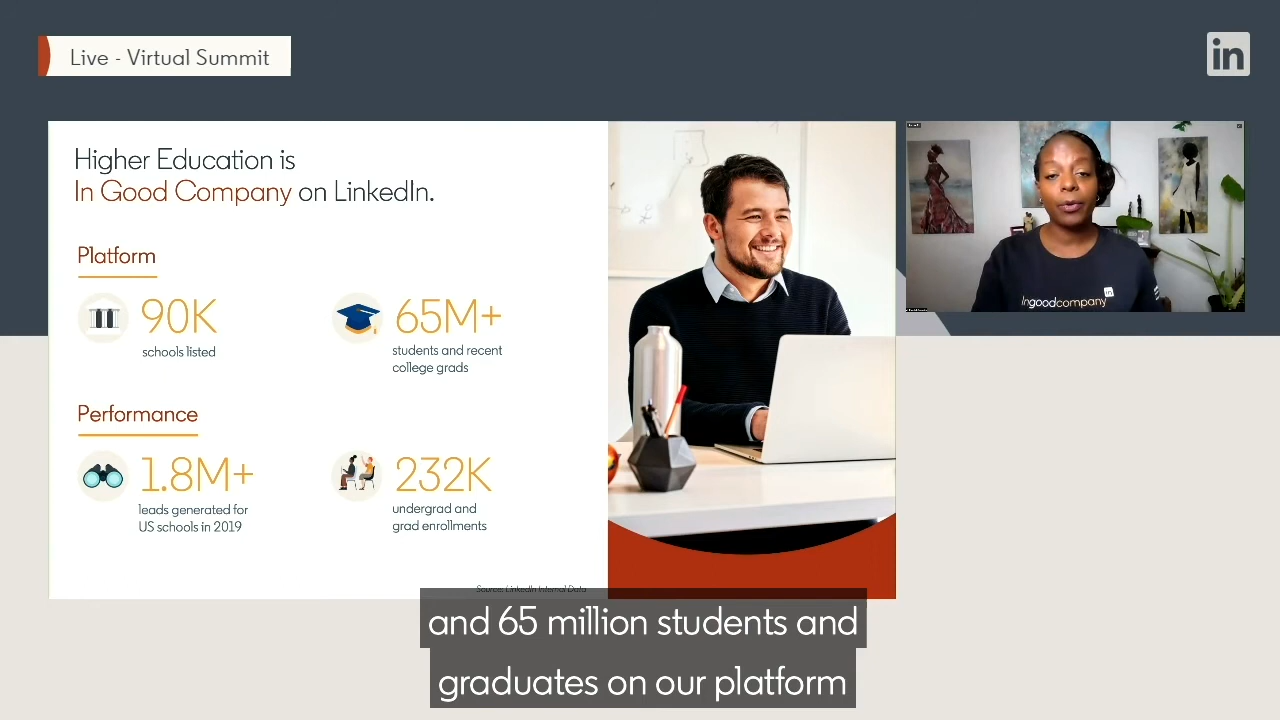 Live - Virtual Summit
in
Higher Education is
In Good Company on LinkedIn.
Platform
90K
schools listed
65M+
students and recent
college grads
Performance
1.8M+
leads generated for
US schools in 2019
232K
undergrad and
grad enrollments
Source: LinkedIn Internal Data
in
Ingoodcompany
and 65 million students and
graduates on our platform